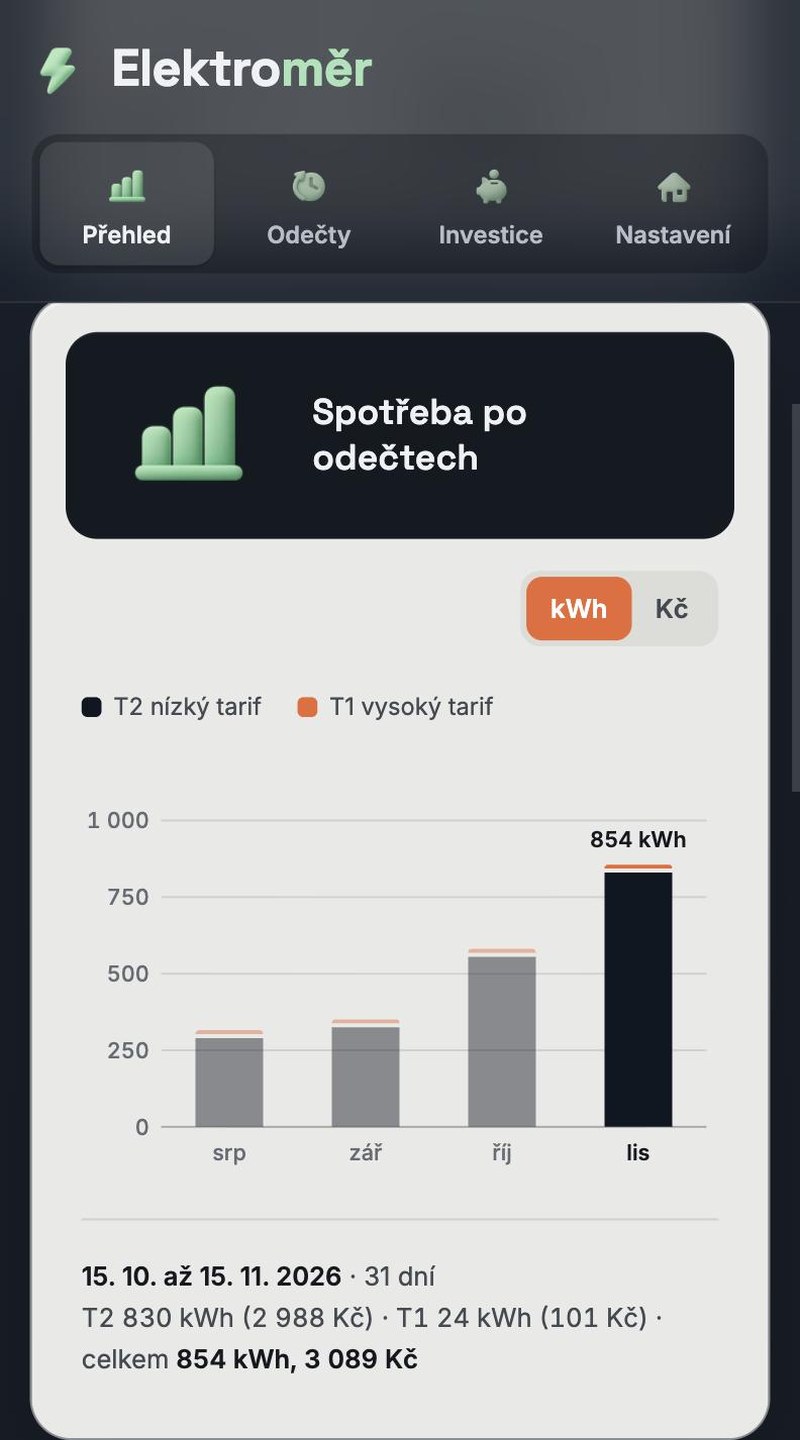 Elektroměr
Přehled
Odečty
Investice
Nastavení
Spotřeba po
odečtech
kWh
Kč
T2 nízký tarif
T1 vysoký tarif
1 000
854 kWh
750
500
250
0
srp
zář
říj
lis
15. 10. až 15. 11. 2026 · 31 dní
T2 830 kWh (2 988 Kč) · T1 24 kWh (101 Kč) ·
celkem 854 kWh, 3 089 Kč